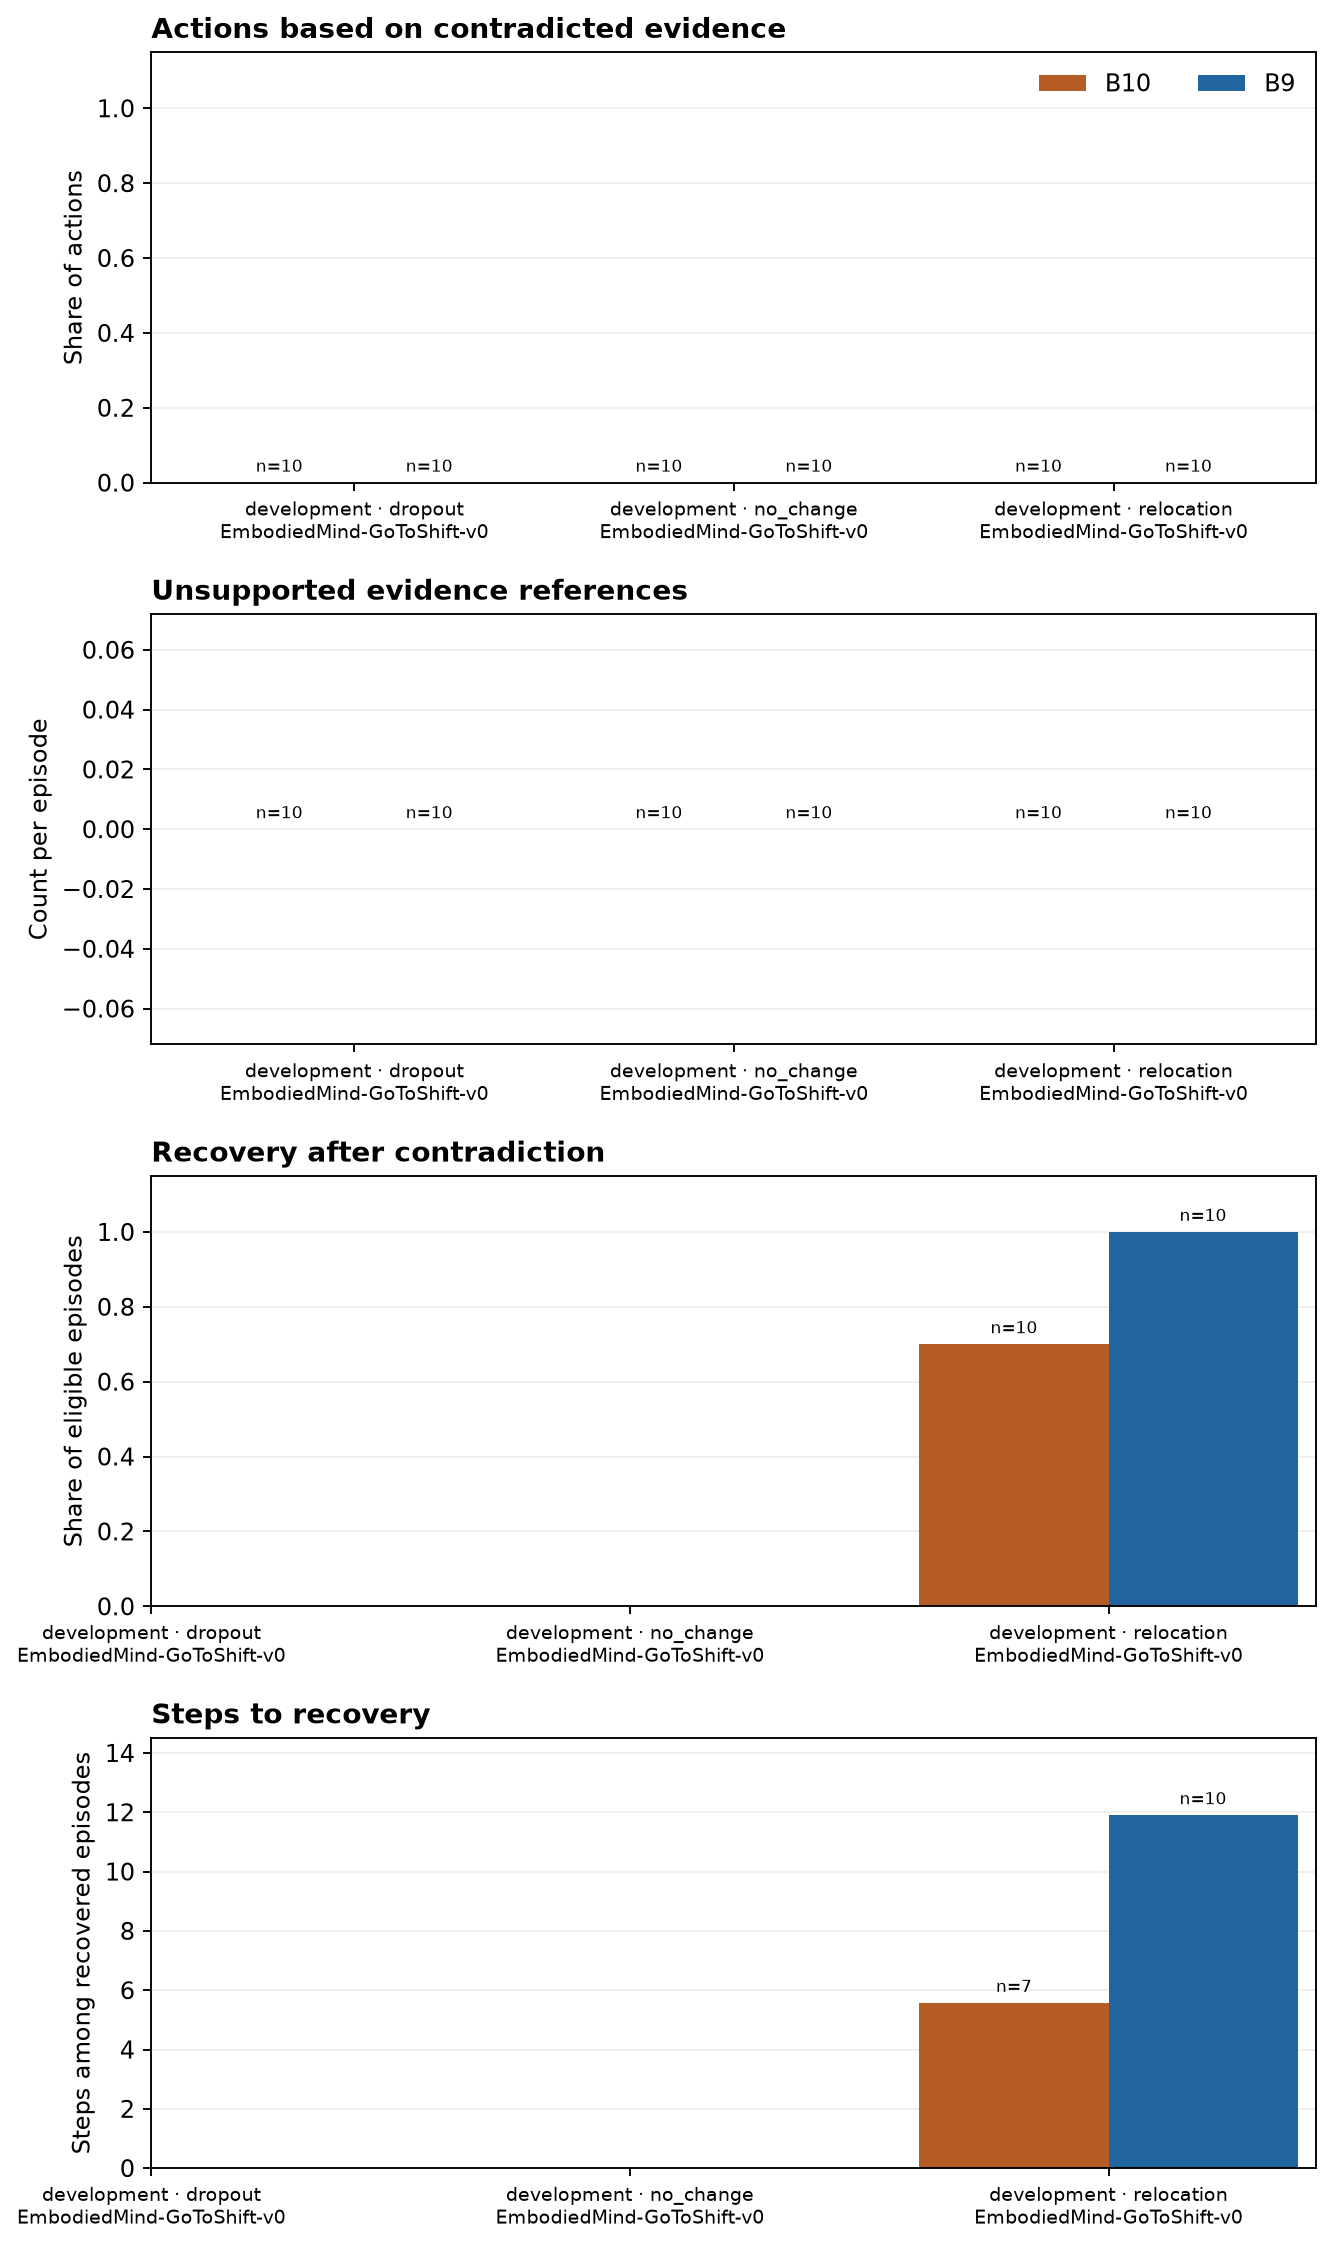 Actions based on contradicted evidence
B10
B9
Share of actions
1.0
0.8
0.6
0.4
0.2
0.0
n=10
n=10
n=10
n=10
n=10
n=10
development · dropout
EmbodiedMind-GoToShift-v0
development · no_change
EmbodiedMind-GoToShift-v0
development · relocation
EmbodiedMind-GoToShift-v0
Unsupported evidence references
Count per episode
0.06
0.04
0.02
0.00
−0.02
−0.04
−0.06
n=10
n=10
n=10
n=10
n=10
n=10
development · dropout
EmbodiedMind-GoToShift-v0
development · no_change
EmbodiedMind-GoToShift-v0
development · relocation
EmbodiedMind-GoToShift-v0
Recovery after contradiction
Share of eligible episodes
1.0
0.8
0.6
0.4
0.2
0.0
n=10
n=10
development · dropout
EmbodiedMind-GoToShift-v0
development · no_change
EmbodiedMind-GoToShift-v0
development · relocation
EmbodiedMind-GoToShift-v0
Steps to recovery
Steps among recovered episodes
14
12
10
8
6
4
2
0
n=7
n=10
development · dropout
EmbodiedMind-GoToShift-v0
development · no_change
EmbodiedMind-GoToShift-v0
development · relocation
EmbodiedMind-GoToShift-v0